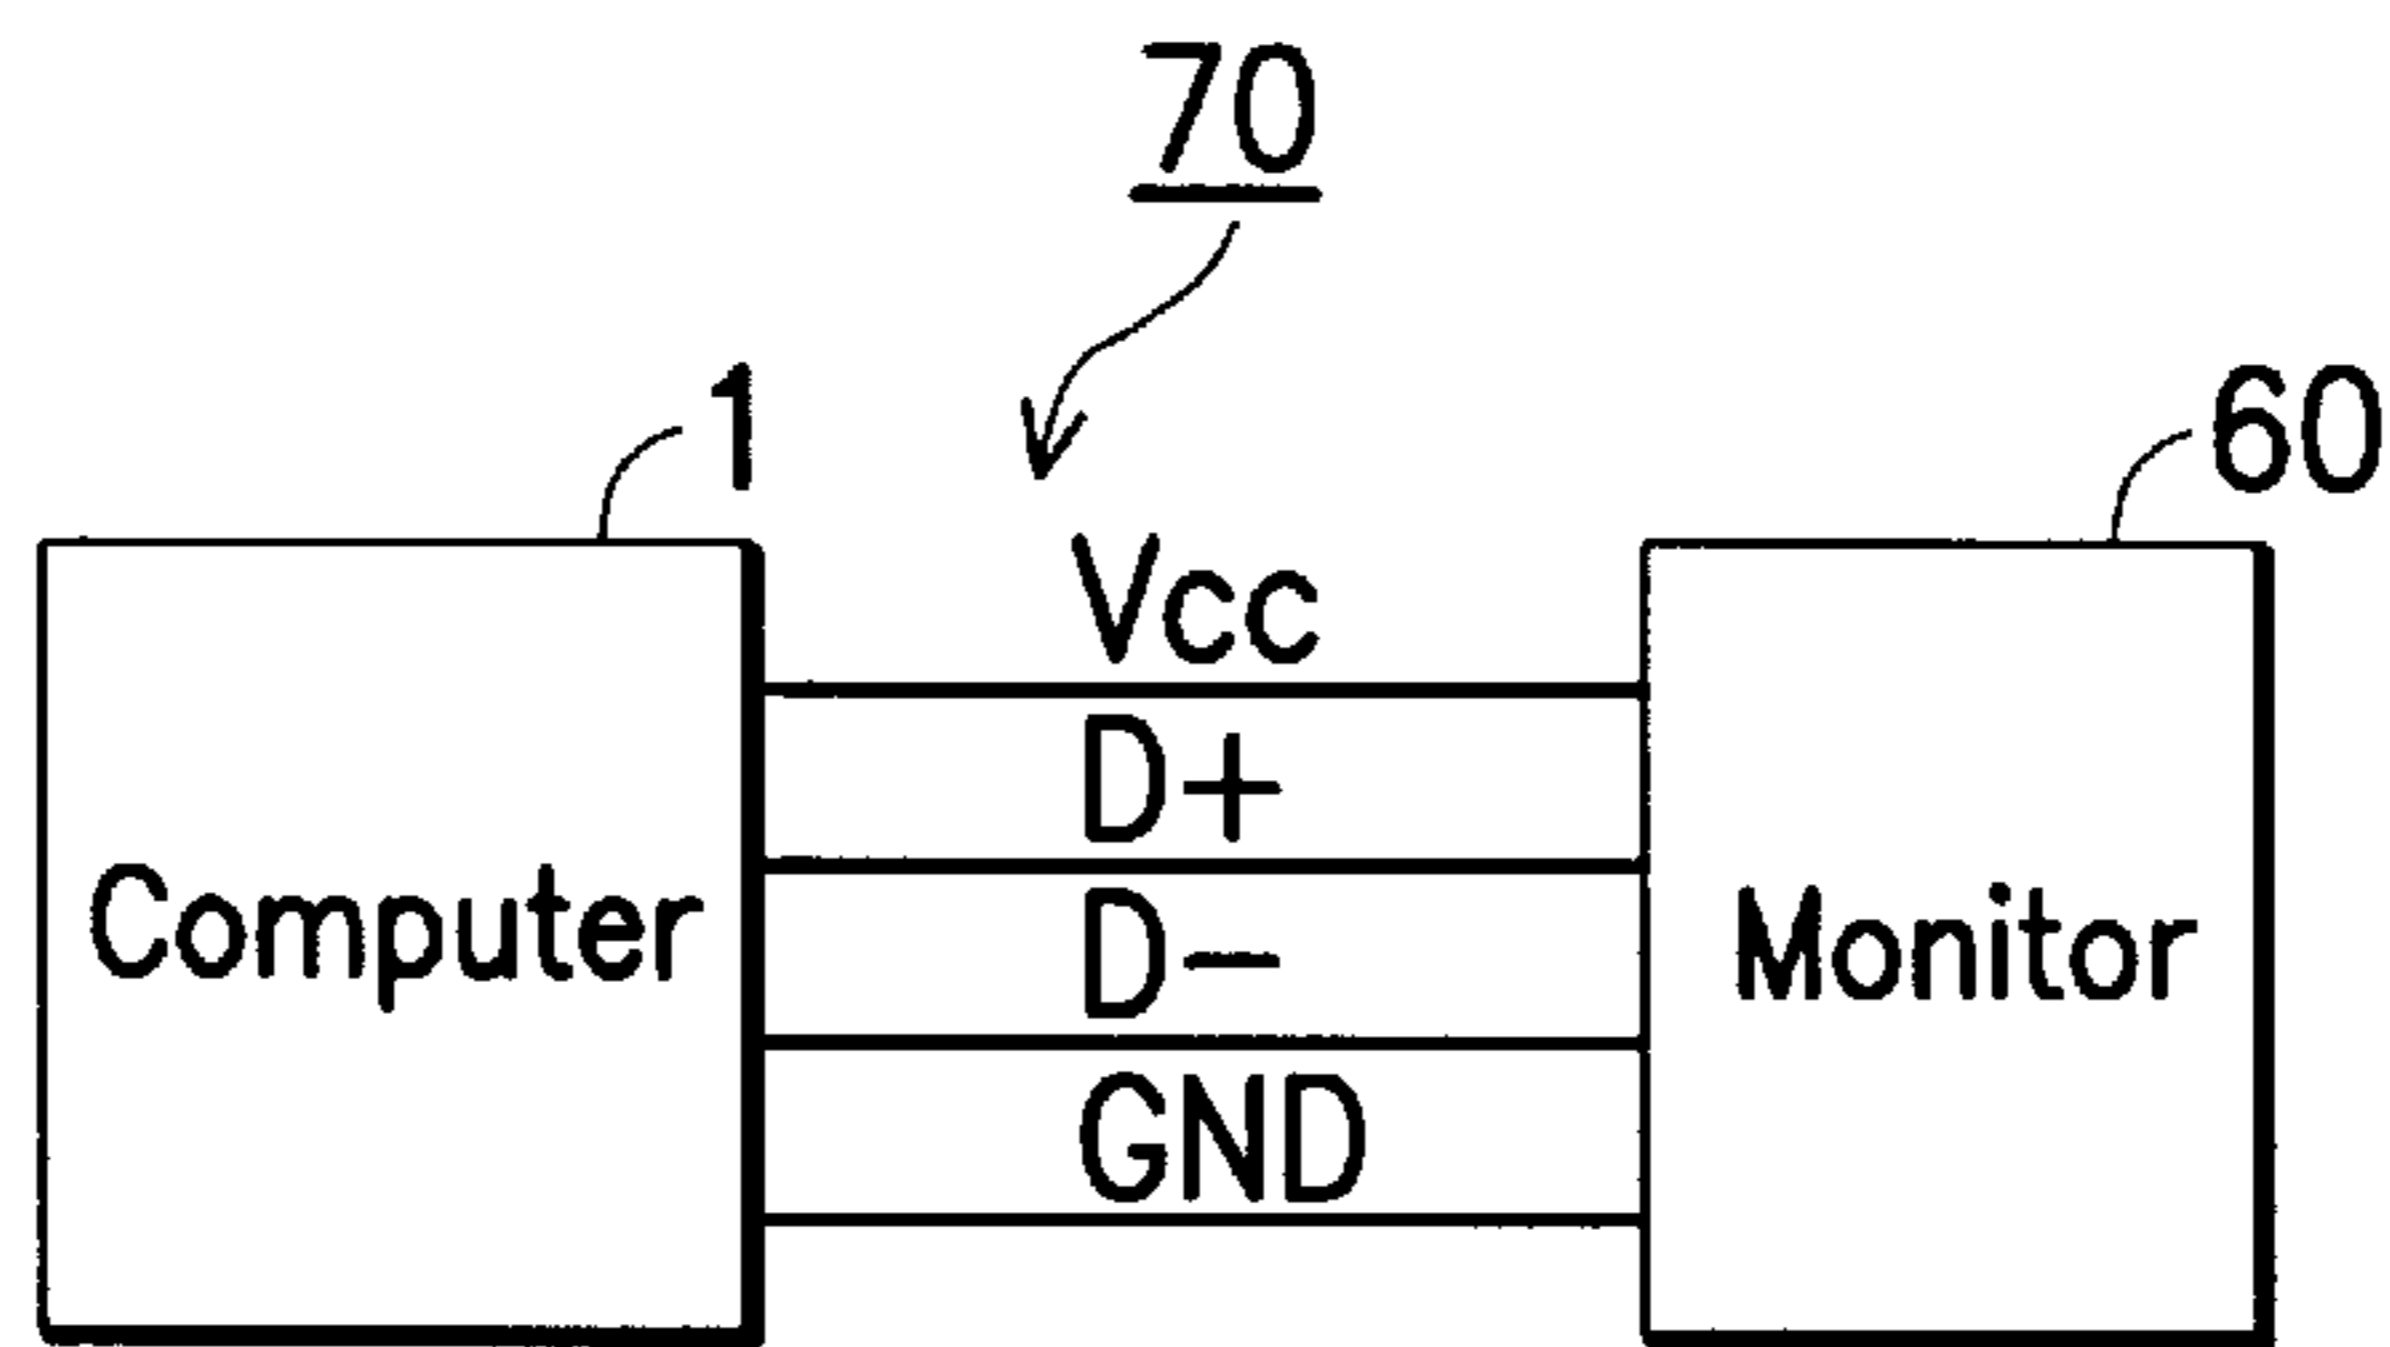 70
1
60
Vcc
D+
D-
GND
Computer
Monitor